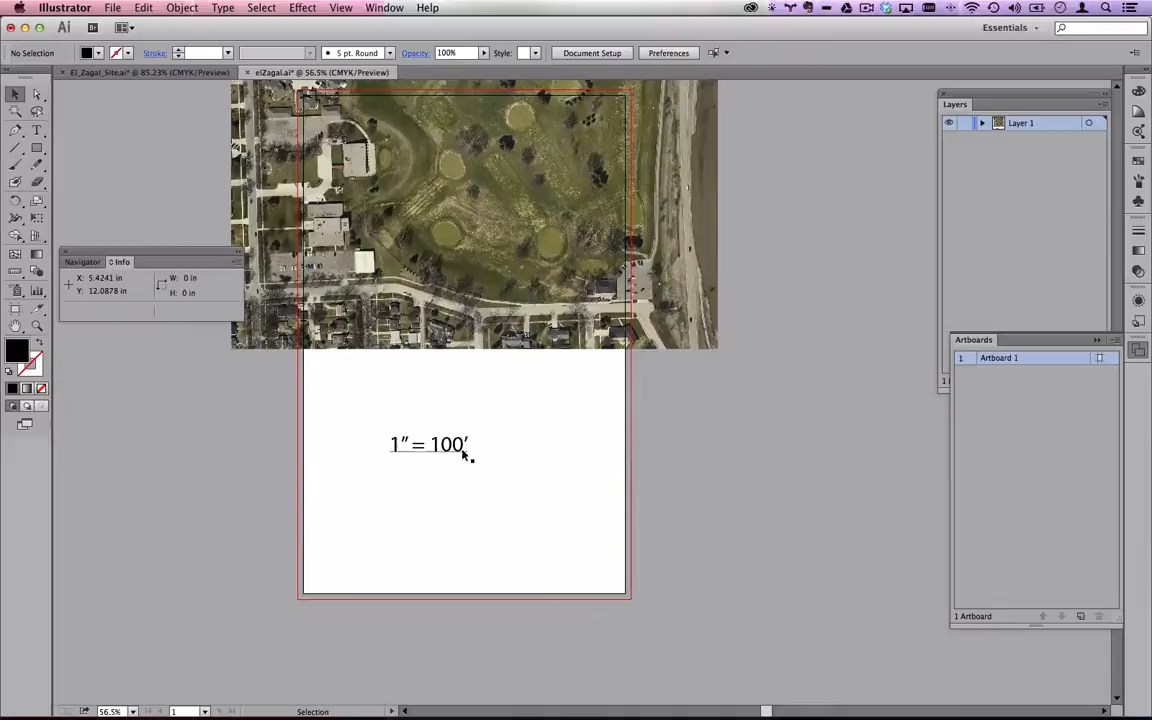 Illustrator File Edit Object Type Select Effect View Window Help
Ai Br Essentials
No Selection Stroke: 5 pt. Round Opacity: 100% Style: Document Setup Preferences
El_Zagal_Site.ai* @ 85.23% (CMYK/Preview) elZagal.ai* @ 56.5% (CMYK/Preview)
Layers
Layer 1
Navigator Info
X: 5.4241 in W: 0 in
Y: 12.0878 in H: 0 in
Artboards
1 Artboard 1
1" = 100'
1 Artboard
56.5% 1 Selection